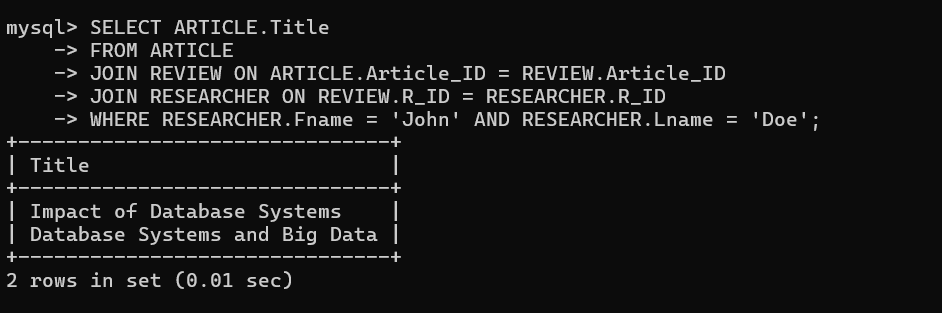 mysql> SELECT ARTICLE.Title
    -> FROM ARTICLE
    -> JOIN REVIEW ON ARTICLE.Article_ID = REVIEW.Article_ID
    -> JOIN RESEARCHER ON REVIEW.R_ID = RESEARCHER.R_ID
    -> WHERE RESEARCHER.Fname = 'John' AND RESEARCHER.Lname = 'Doe';
+-------------------------------+
| Title                         |
+-------------------------------+
| Impact of Database Systems    |
| Database Systems and Big Data |
+-------------------------------+
2 rows in set (0.01 sec)